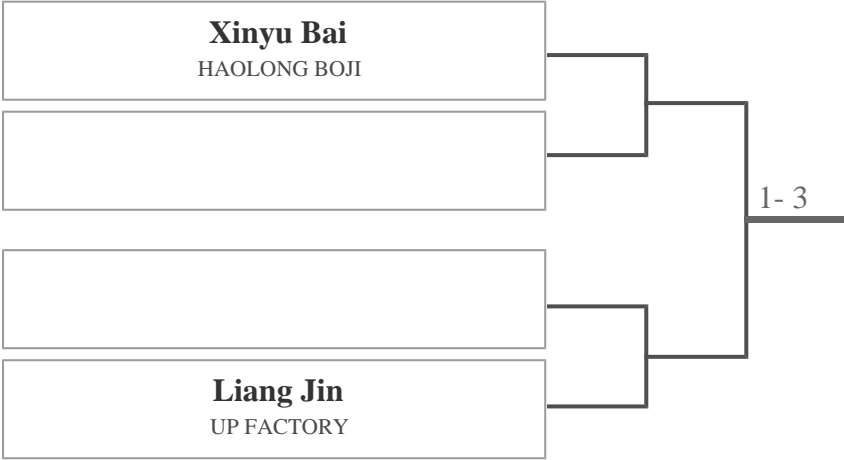 Xinyu Bai
HAOLONG BOJI
1- 3
Liang Jin
UP FACTORY